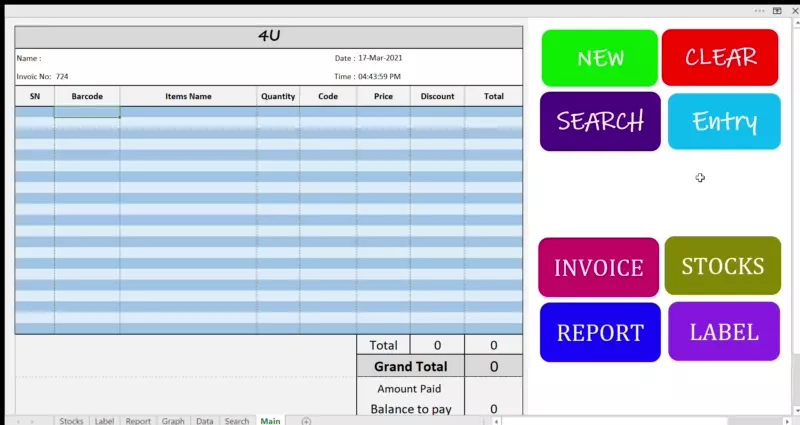 4U
Name :
Date : 17-Mar-2021
Invoic No: 724
Time : 04:43:59 PM
SN Barcode Items Name Quantity Code Price Discount Total
Total 0 0
Grand Total 0
Amount Paid
Balance to pay 0
NEW CLEAR
SEARCH Entry
INVOICE STOCKS
REPORT LABEL
Stocks Label Report Graph Data Search Main